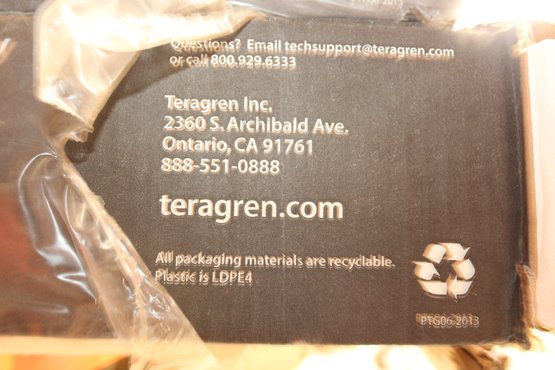 Questions? Email techsupport@teragren.com
or call 800.929.6333
Teragren Inc.
2360 S. Archibald Ave.
Ontario, CA 91761
888-551-0888
teragren.com
All packaging materials are recyclable.
Plastic is LDPE4
PTG06-2013